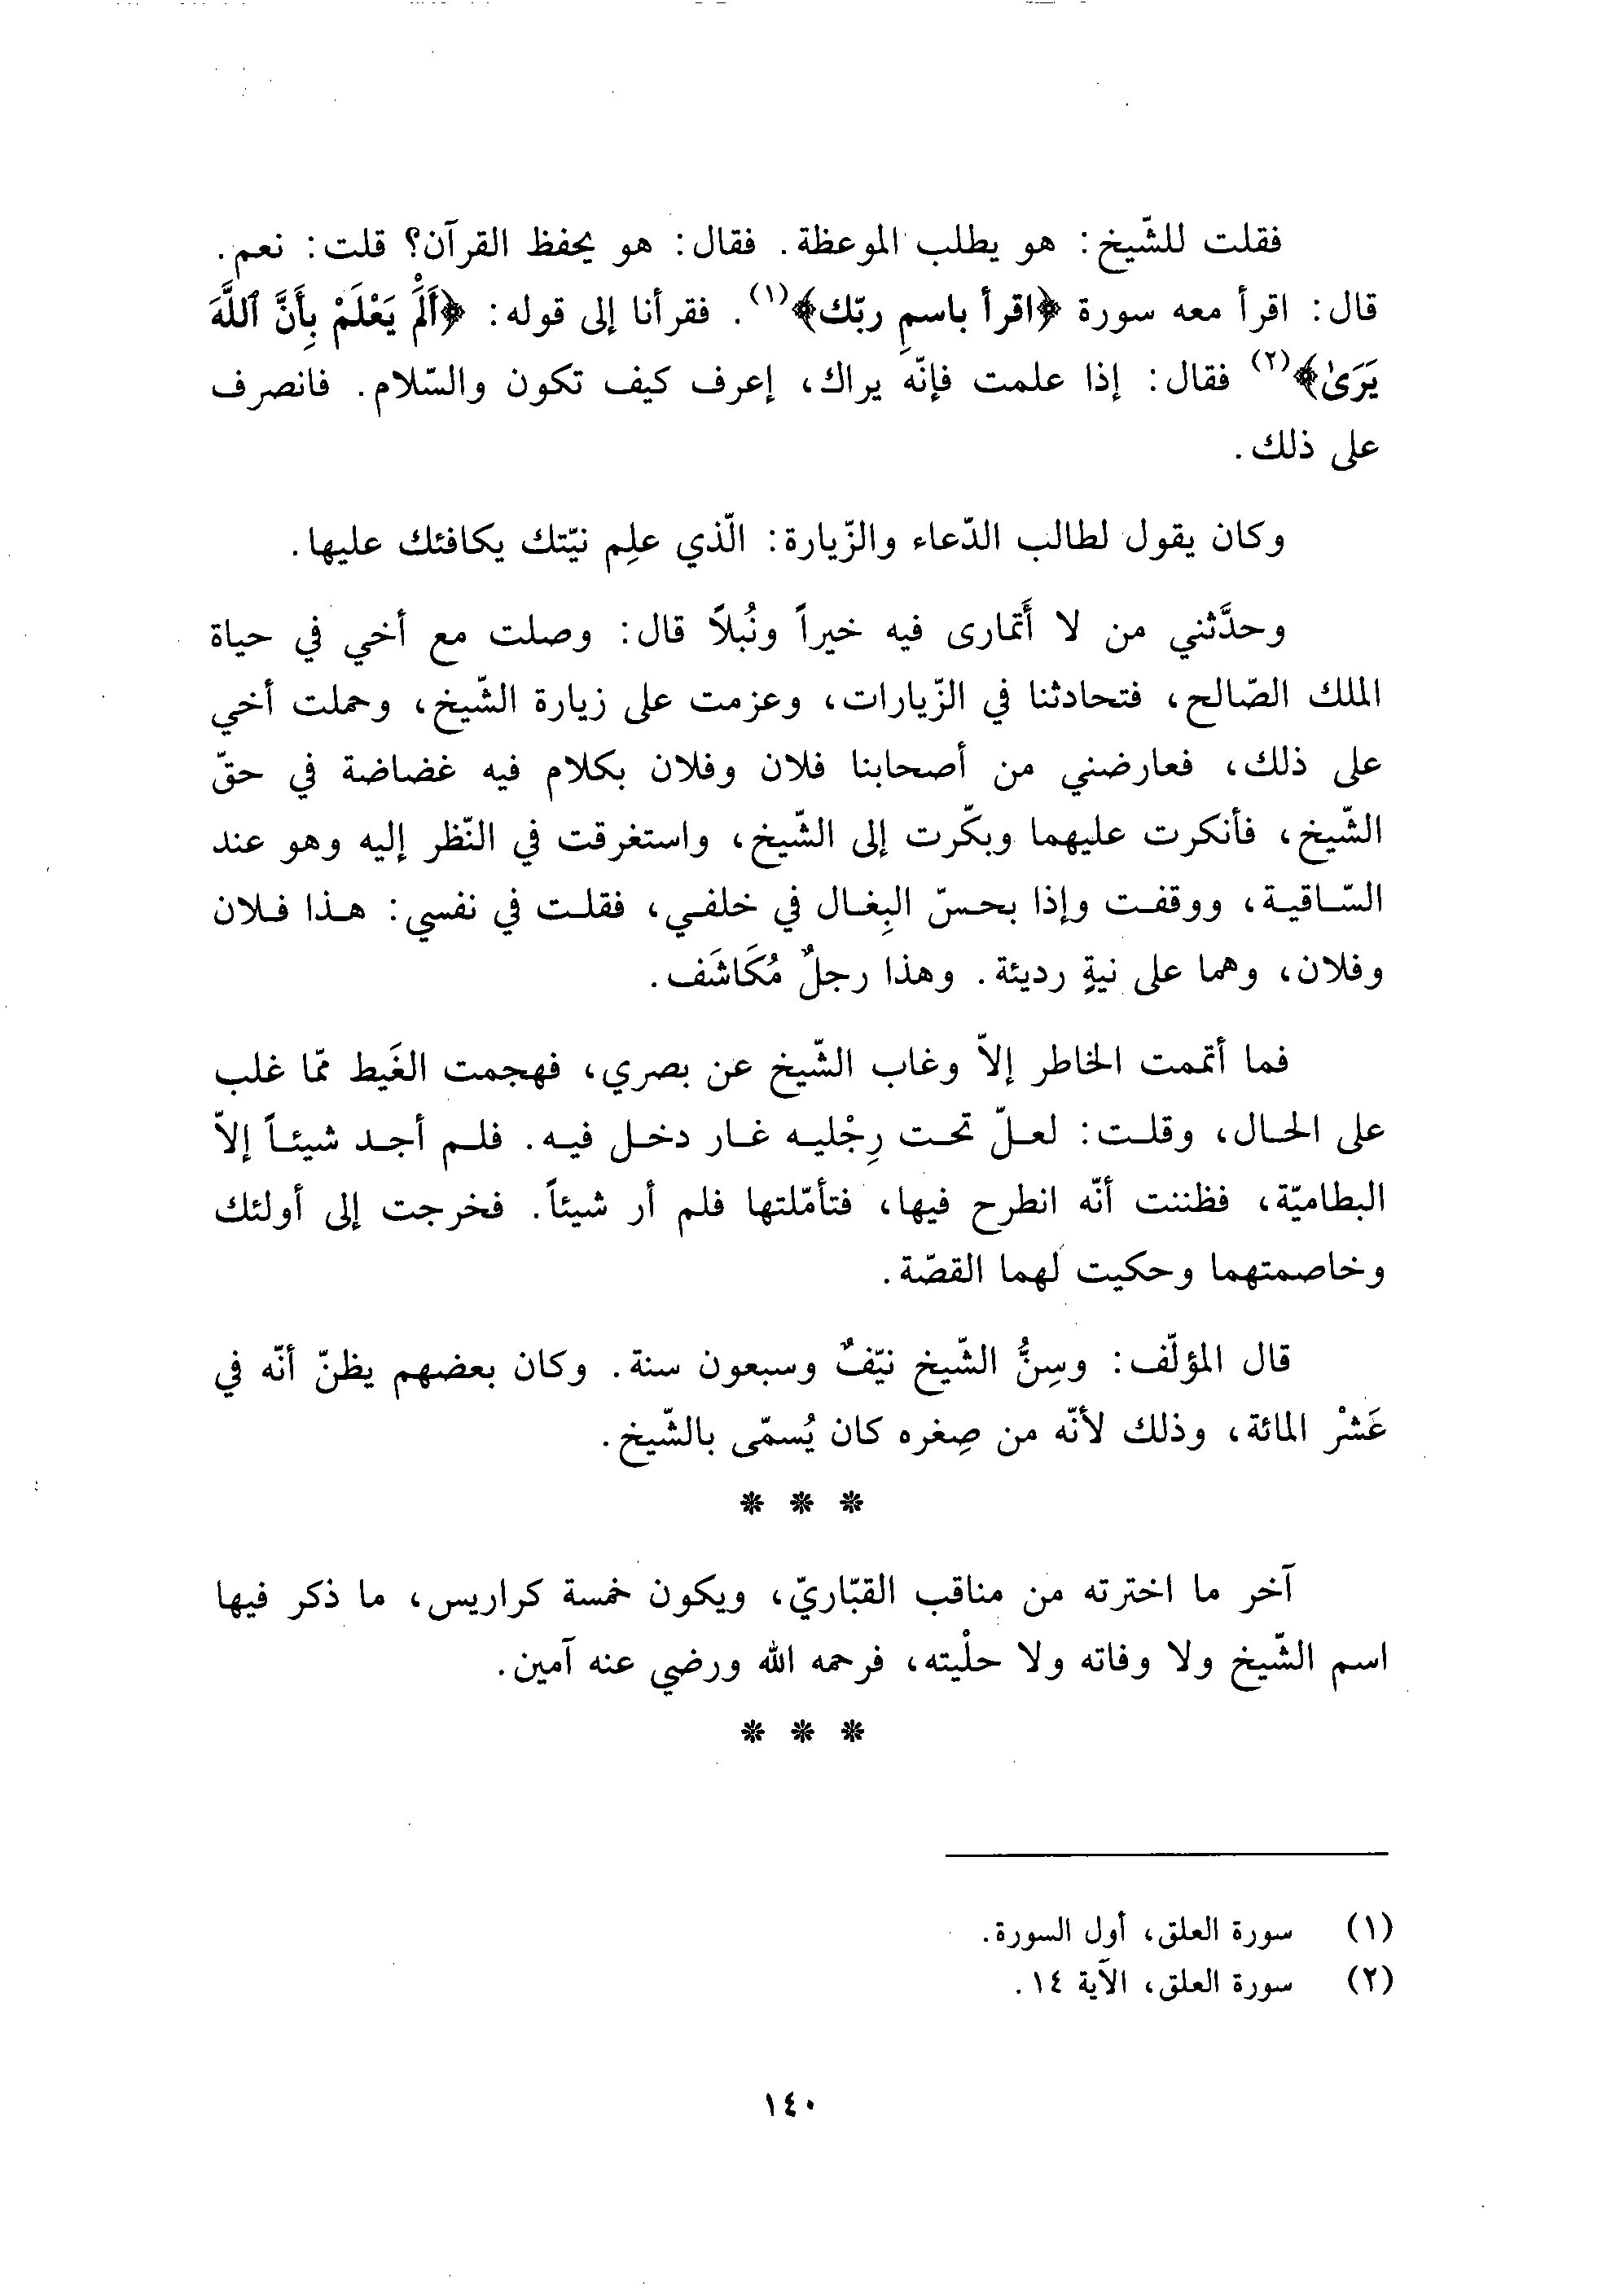 فقلت للشّيخ: هو يطلب الموعظة. فقال: هو يحفظ القرآن؟ قلت: نعم.
قال: اقرأ معه سورة ﴿اقرأ باسمِ ربّك﴾(١). فقرأنا إلى قوله: ﴿أَلَمْ يَعْلَمْ بِأَنَّ ٱللَّهَ
يَرَىٰ﴾(٢) فقال: إذا علمت فإنّه يراك، إعرف كيف تكون والسّلام. فانصرف
على ذلك.
وكان يقول لطالب الدّعاء والزّيارة: الّذي علِم نيّتك يكافئك عليها.
وحدَّثني من لا أَتمارى فيه خيراً ونُبلاً قال: وصلت مع أخي في حياة
الملك الصّالح، فتحادثنا في الزّيارات، وعزمت على زيارة الشّيخ، وحملت أخي
على ذلك، فعارضني من أصحابنا فلان وفلان بكلام فيه غضاضة في حقّ
الشّيخ، فأنكرت عليهما وبكّرت إلى الشّيخ، واستغرقت في النّظر إليه وهو عند
السّاقية، ووقفت وإذا بحسّ البِغال في خلفي، فقلت في نفسي: هذا فلان
وفلان، وهما على نيةٍ رديئة. وهذا رجلٌ مُكَاشَف.
فما أتممت الخاطر إلاّ وغاب الشّيخ عن بصري، فهجمت الغَيط ممّا غلب
على الحال، وقلت: لعلّ تحت رِجْليه غار دخل فيه. فلم أجد شيئاً إلاّ
البطاميّة، فظننت أنّه انطرح فيها، فتأمّلتها فلم أر شيئاً. فخرجت إلى أولئك
وخاصمتهما وحكيت لهما القصّة.
قال المؤلّف: وسِنُّ الشّيخ نيّفٌ وسبعون سنة. وكان بعضهم يظنّ أنّه في
عَشْر المائة، وذلك لأنّه من صِغره كان يُسمّى بالشّيخ.
* * *
آخر ما اخترته من مناقب القبّاريّ، ويكون خمسة كراريس، ما ذكر فيها
اسم الشّيخ ولا وفاته ولا حلْيته، فرحمه الله ورضي عنه آمين.
* * *
(١) سورة العلق، أول السورة.
(٢) سورة العلق، الآية ١٤.
١٤٠